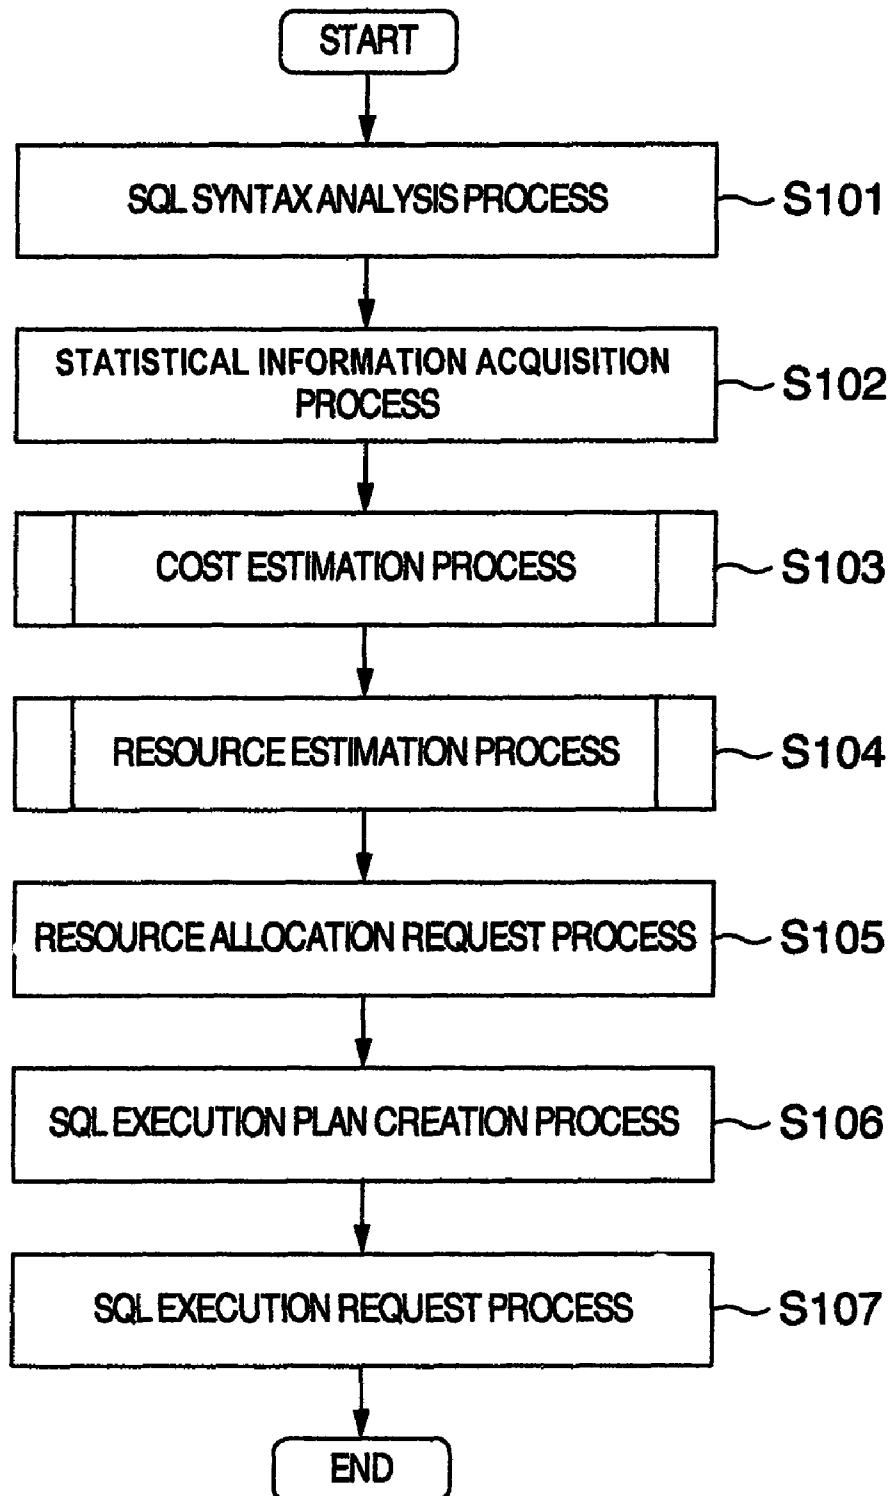 START
SQL SYNTAX ANALYSIS PROCESS
S101
STATISTICAL INFORMATION ACQUISITION
PROCESS
S102
COST ESTIMATION PROCESS
S103
RESOURCE ESTIMATION PROCESS
S104
RESOURCE ALLOCATION REQUEST PROCESS
S105
SQL EXECUTION PLAN CREATION PROCESS
S106
SQL EXECUTION REQUEST PROCESS
S107
END